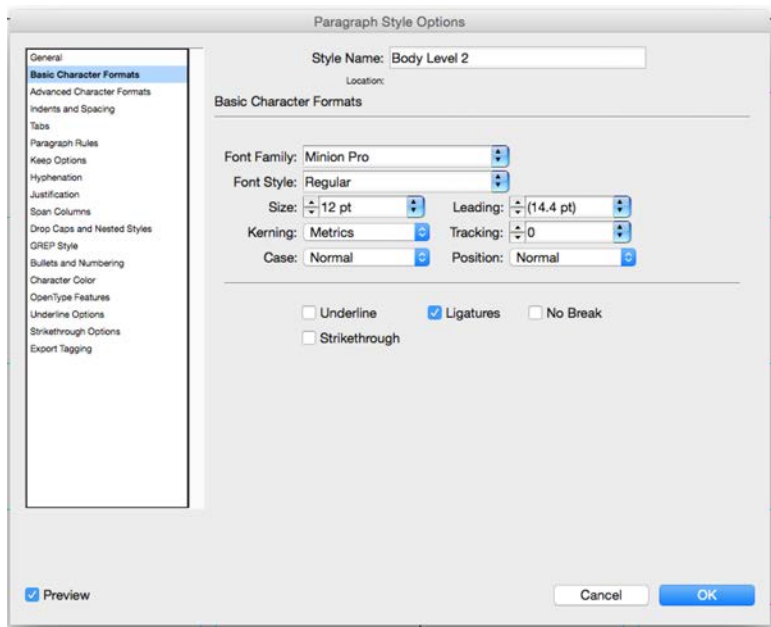 Paragraph Style Options
General
Basic Character Formats
Advanced Character Formats
Indents and Spacing
Tabs
Paragraph Rules
Keep Options
Hyphenation
Justification
Span Columns
Drop Caps and Nested Styles
GREP Style
Bullets and Numbering
Character Color
OpenType Features
Underline Options
Strikethrough Options
Export Tagging
Style Name: Body Level 2
Location:
Basic Character Formats
Font Family: Minion Pro
Font Style: Regular
Size: 12 pt Leading: (14.4 pt)
Kerning: Metrics Tracking: 0
Case: Normal Position: Normal
Underline Ligatures No Break
Strikethrough
Preview Cancel OK